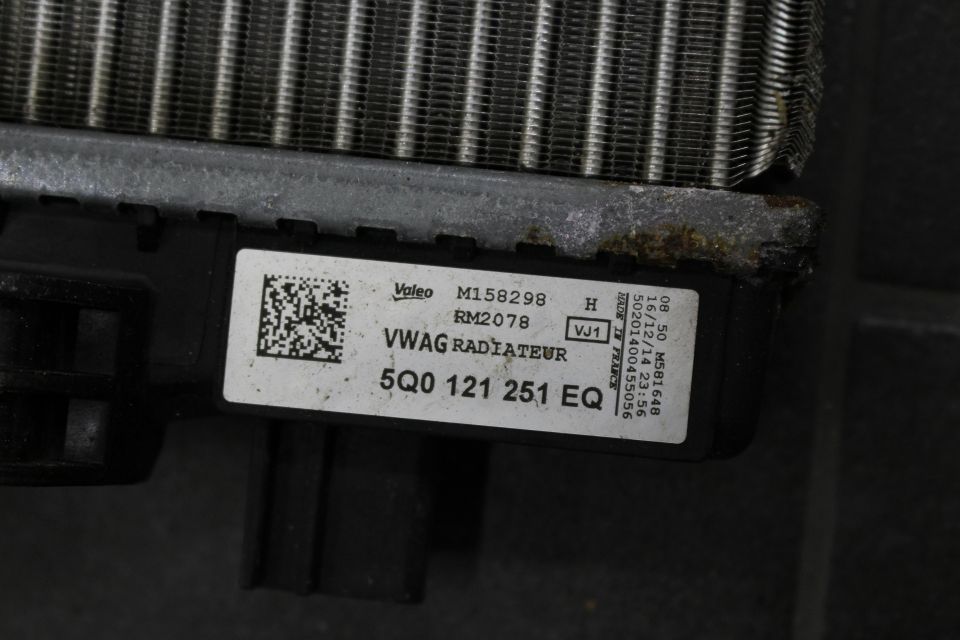 Valeo M158298 H
RM2078 VJ1
VWAG RADIATEUR
5Q0 121 251 EQ
MADE IN FRANCE
08 50 M581648
16/12/14 23:56
50201400455056